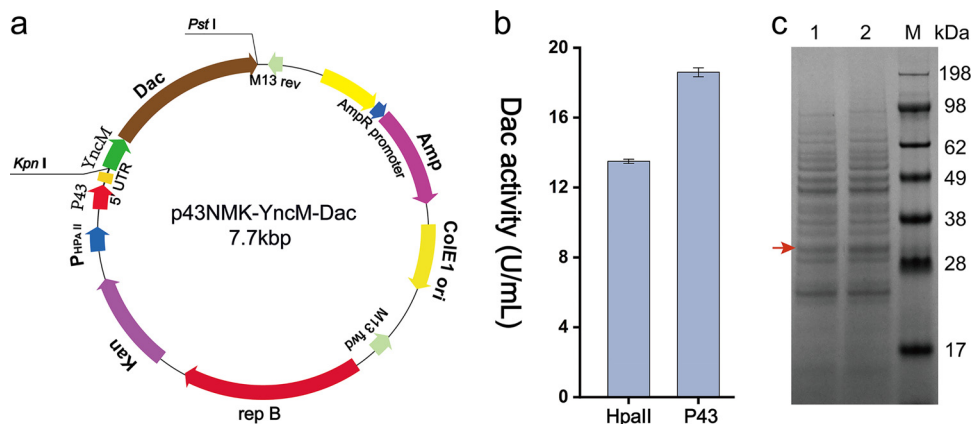 a
Pst I
M13 rev
Dac
AmpR promoter
Amp
YncM
Kpn I
5' UTR
P43
PHPA II
p43NMK-YncM-Dac
7.7kbp
ColE1 ori
Kan
M13 fwd
rep B
b
Dac activity (U/mL)
20
16
12
8
4
0
HpaII
P43
c
1 2 M kDa
198
98
62
49
38
28
17